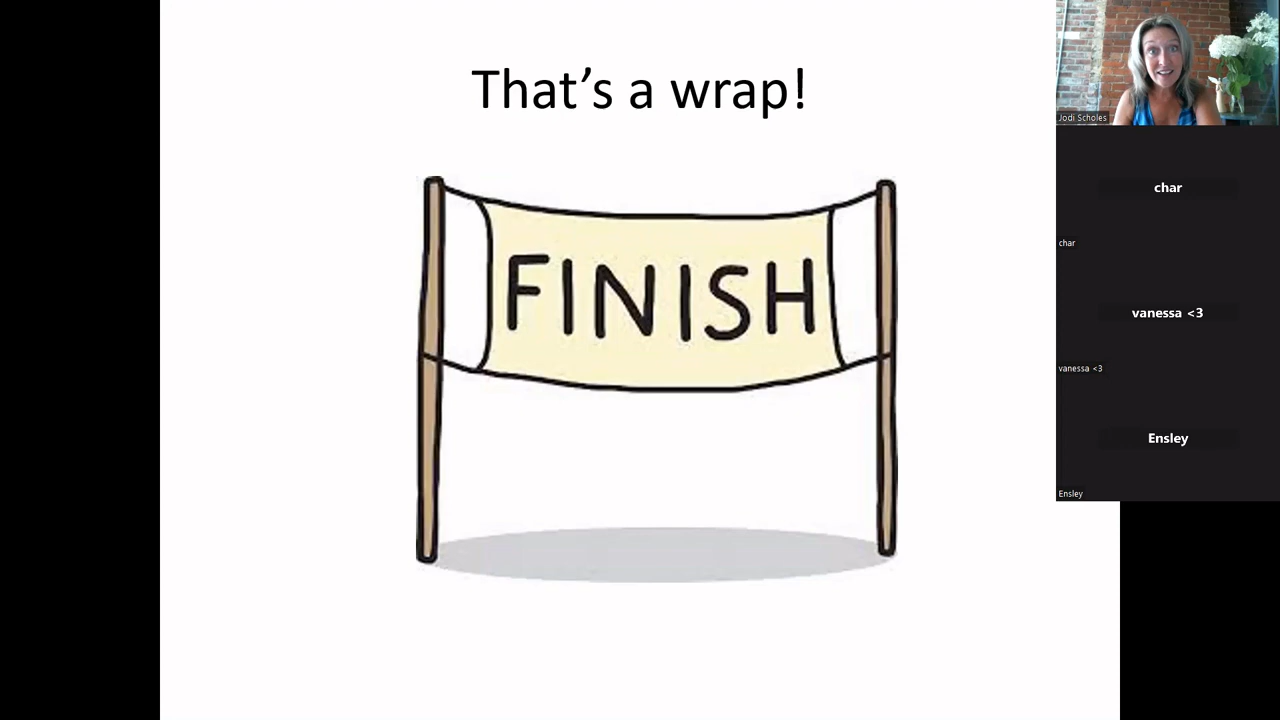 That’s a wrap!
FINISH
Jodi Scholes
char
char
vanessa <3
vanessa <3
Ensley
Ensley